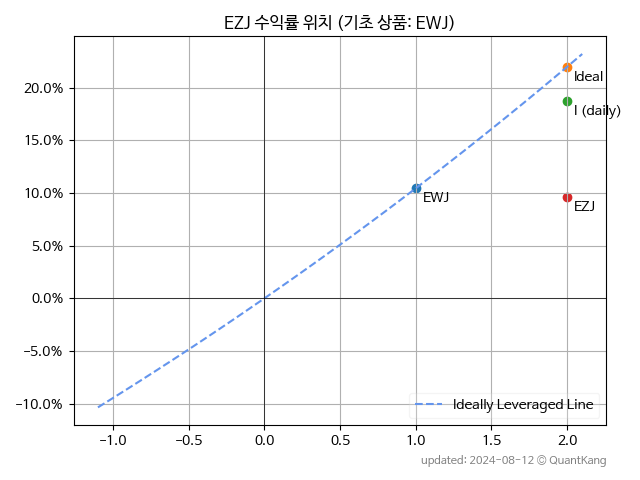 EZJ 수익률 위치 (기초 상품: EWJ)
20.0%
15.0%
10.0%
5.0%
0.0%
−5.0%
−10.0%
Ideal
I (daily)
EWJ
EZJ
Ideally Leveraged Line
−1.0 −0.5 0.0 0.5 1.0 1.5 2.0
updated: 2024-08-12 © QuantKang